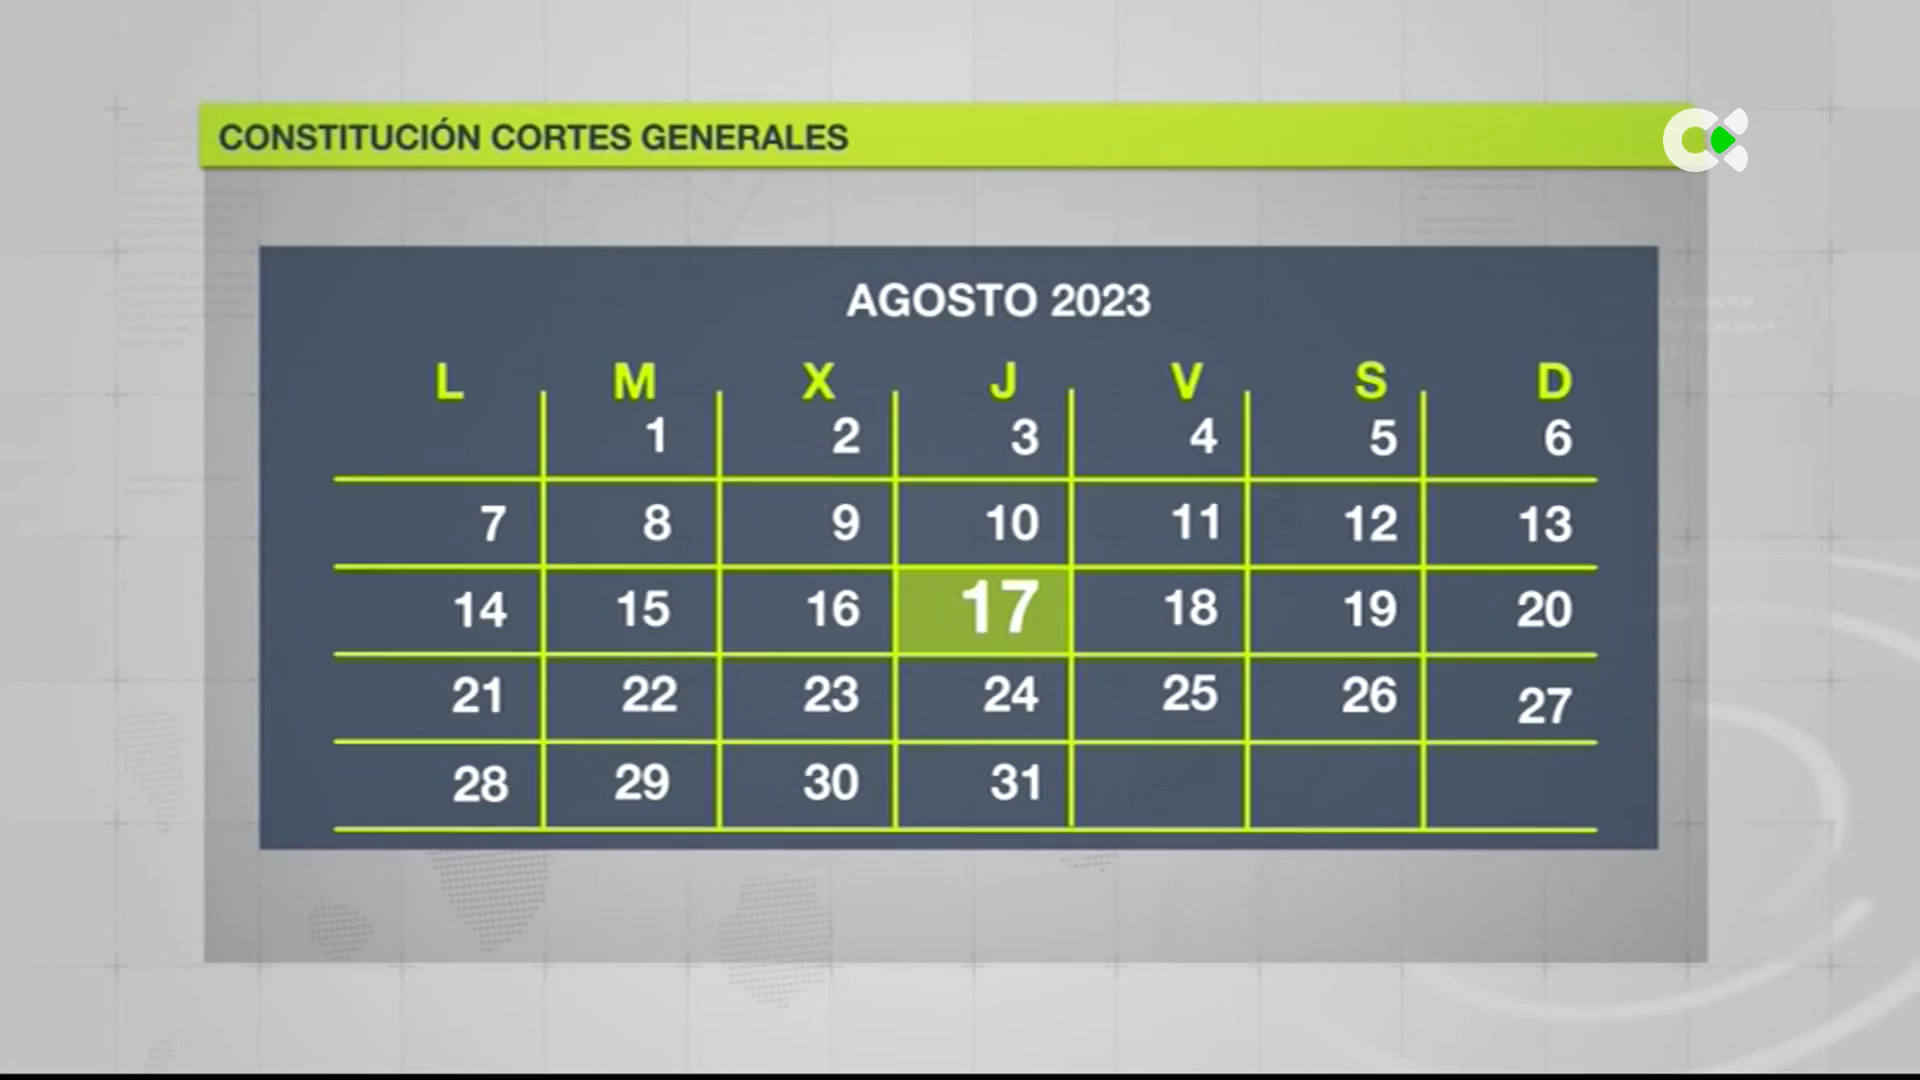 CONSTITUCIÓN CORTES GENERALES
AGOSTO 2023
L M X J V S D
1 2 3 4 5 6
7 8 9 10 11 12 13
14 15 16 17 18 19 20
21 22 23 24 25 26 27
28 29 30 31